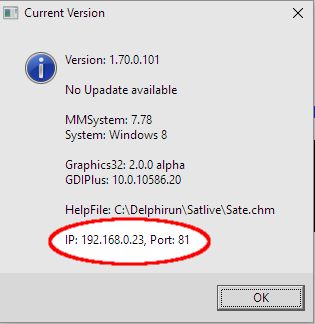 Current Version
Version: 1.70.0.101
No Upadate available
MMSystem: 7.78
System: Windows 8
Graphics32: 2.0.0 alpha
GDIPlus: 10.0.10586.20
HelpFile: C:\Delphirun\Satlive\Sate.chm
IP: 192.168.0.23, Port: 81
OK